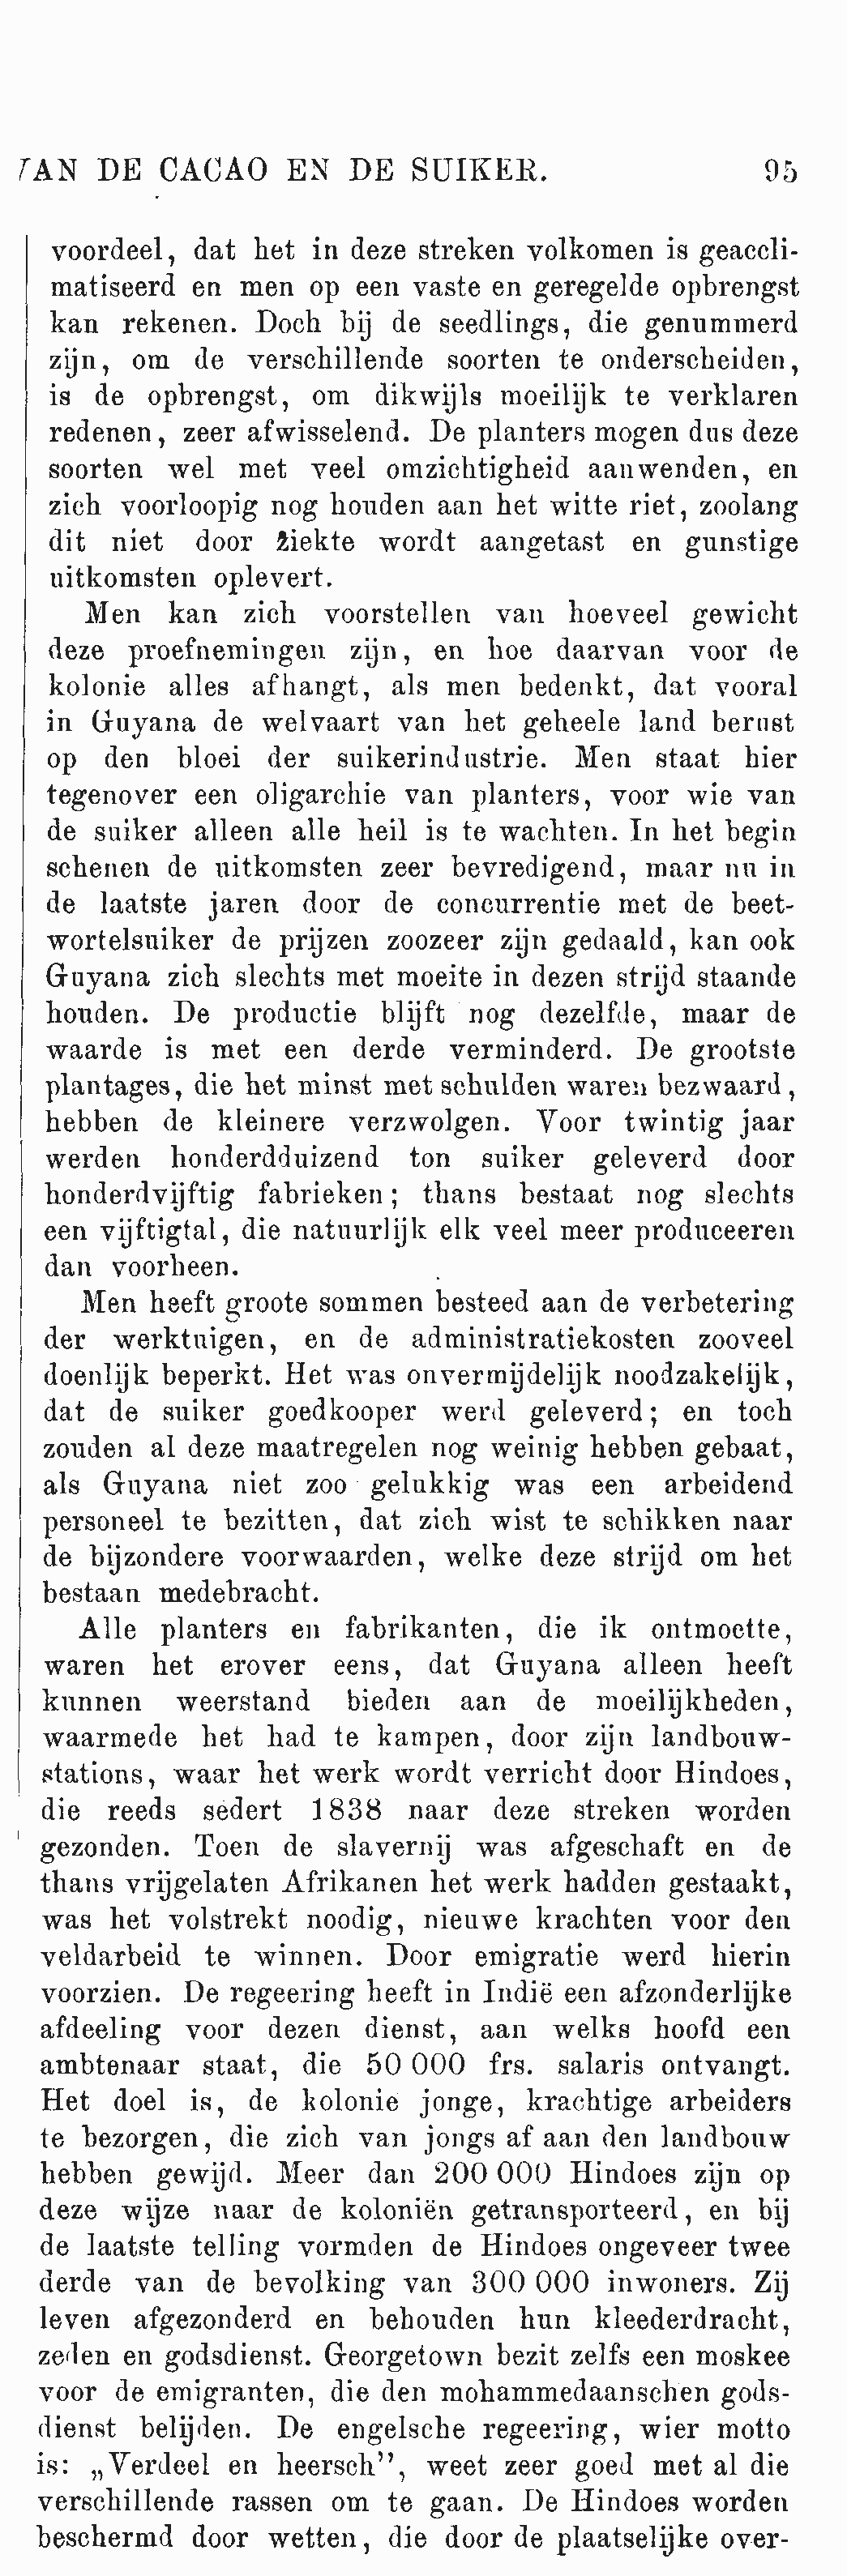 VAN DE CACAO EN DE SUIKER. 95
voordeel, dat het in deze streken volkomen is geaccli-
matiseerd en men op een vaste en geregelde opbrengst
kan rekenen. Doch bij de seedlings, die genummerd
zijn, om de verschillende soorten te onderscheiden,
is de opbrengst, om dikwijls moeilijk te verklaren
redenen, zeer afwisselend. De planters mogen dus deze
soorten wel met veel omzichtigheid aanwenden, en
zich voorloopig nog houden aan het witte riet, zoolang
dit niet door ziekte wordt aangetast en gunstige
uitkomsten oplevert.
Men kan zich voorstellen van hoeveel gewicht
deze proefnemingen zijn, en hoe daarvan voor de
kolonie alles afhangt, als men bedenkt, dat vooral
in Guyana de welvaart van het geheele land berust
op den bloei der suikerindustrie. Men staat hier
tegenover een oligarchie van planters, voor wie van
de suiker alleen alle heil is te wachten. In het begin
schenen de uitkomsten zeer bevredigend, maar nu in
de laatste jaren door de concurrentie met de beet-
wortelsuiker de prijzen zoozeer zijn gedaald, kan ook
Guyana zich slechts met moeite in dezen strijd staande
houden. De productie blijft nog dezelfde, maar de
waarde is met een derde verminderd. De grootste
plantages, die het minst met schulden waren bezwaard,
hebben de kleinere verzwolgen. Voor twintig jaar
werden honderdduizend ton suiker geleverd door
honderdvijftig fabrieken; thans bestaat nog slechts
een vijftigtal, die natuurlijk elk veel meer produceeren
dan voorheen.
Men heeft groote sommen besteed aan de verbetering
der werktuigen, en de administratiekosten zooveel
doenlijk beperkt. Het was onvermijdelijk noodzakelijk,
dat de suiker goedkooper werd geleverd; en toch
zouden al deze maatregelen nog weinig hebben gebaat,
als Guyana niet zoo gelukkig was een arbeidend
personeel te bezitten, dat zich wist te schikken naar
de bijzondere voorwaarden, welke deze strijd om het
bestaan medebracht.
Alle planters en fabrikanten, die ik ontmoette,
waren het erover eens, dat Guyana alleen heeft
kunnen weerstand bieden aan de moeilijkheden,
waarmede het had te kampen, door zijn landbouw-
stations, waar het werk wordt verricht door Hindoes,
die reeds sedert 1838 naar deze streken worden
gezonden. Toen de slavernij was afgeschaft en de
thans vrijgelaten Afrikanen het werk hadden gestaakt,
was het volstrekt noodig, nieuwe krachten voor den
veldarbeid te winnen. Door emigratie werd hierin
voorzien. De regeering heeft in Indië een afzonderlijke
afdeeling voor dezen dienst, aan welks hoofd een
ambtenaar staat, die 50 000 frs. salaris ontvangt.
Het doel is, de kolonie jonge, krachtige arbeiders
te bezorgen, die zich van jongs af aan den landbouw
hebben gewijd. Meer dan 200 000 Hindoes zijn op
deze wijze naar de koloniën getransporteerd, en bij
de laatste telling vormden de Hindoes ongeveer twee
derde van de bevolking van 300 000 inwoners. Zij
leven afgezonderd en behouden hun kleederdracht,
zeden en godsdienst. Georgetown bezit zelfs een moskee
voor de emigranten, die den mohammedaanschen gods-
dienst belijden. De engelsche regeering, wier motto
is: „Verdeel en heersch”, weet zeer goed met al die
verschillende rassen om te gaan. De Hindoes worden
beschermd door wetten, die door de plaatselijke over-